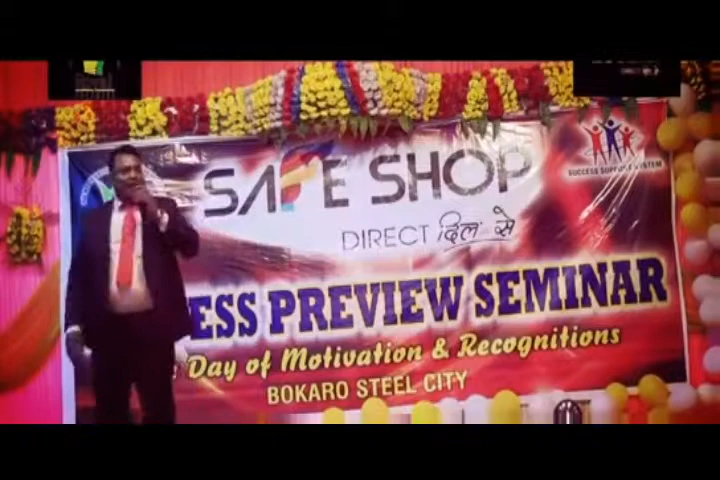 SAFE SHOP
SUCCESS SUPPORT SYSTEM
DIRECT दिल से
ESS PREVIEW SEMINAR
Day of Motivation & Recognitions
BOKARO STEEL CITY